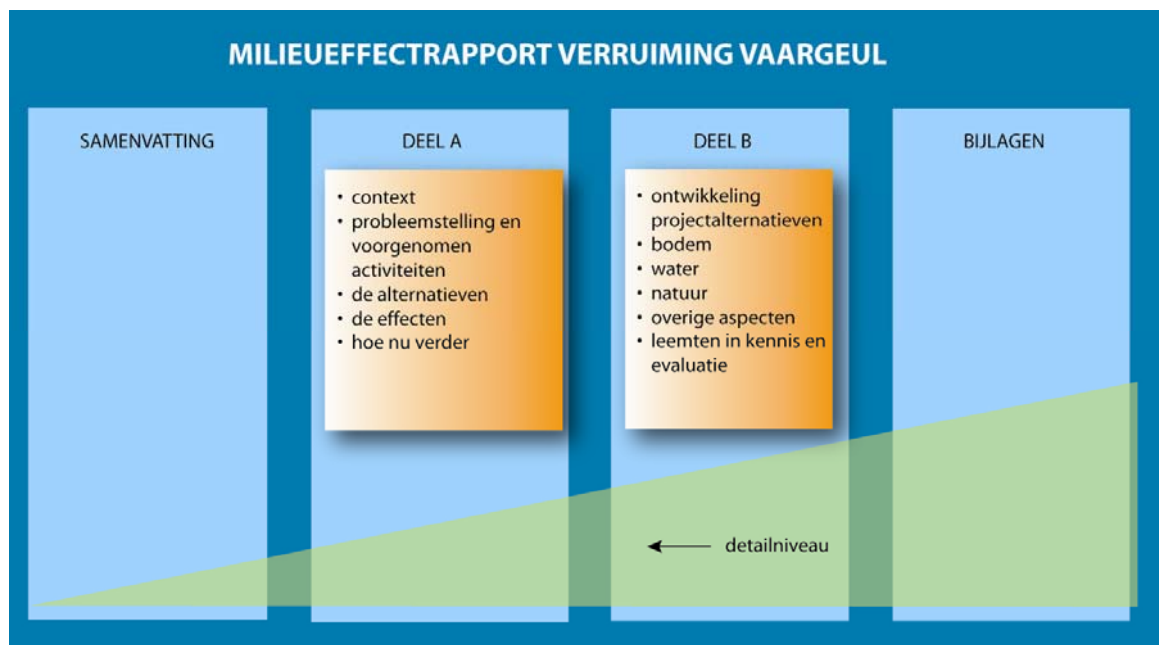 MILIEUEFFECTRAPPORT VERRUIMING VAARGEUL
SAMENVATTING
DEEL A
• context
• probleemstelling en
voorgenomen
activiteiten
• de alternatieven
• de effecten
• hoe nu verder
DEEL B
• ontwikkeling
projectalternatieven
• bodem
• water
• natuur
• overige aspecten
• leemten in kennis en
evaluatie
BIJLAGEN
detailniveau